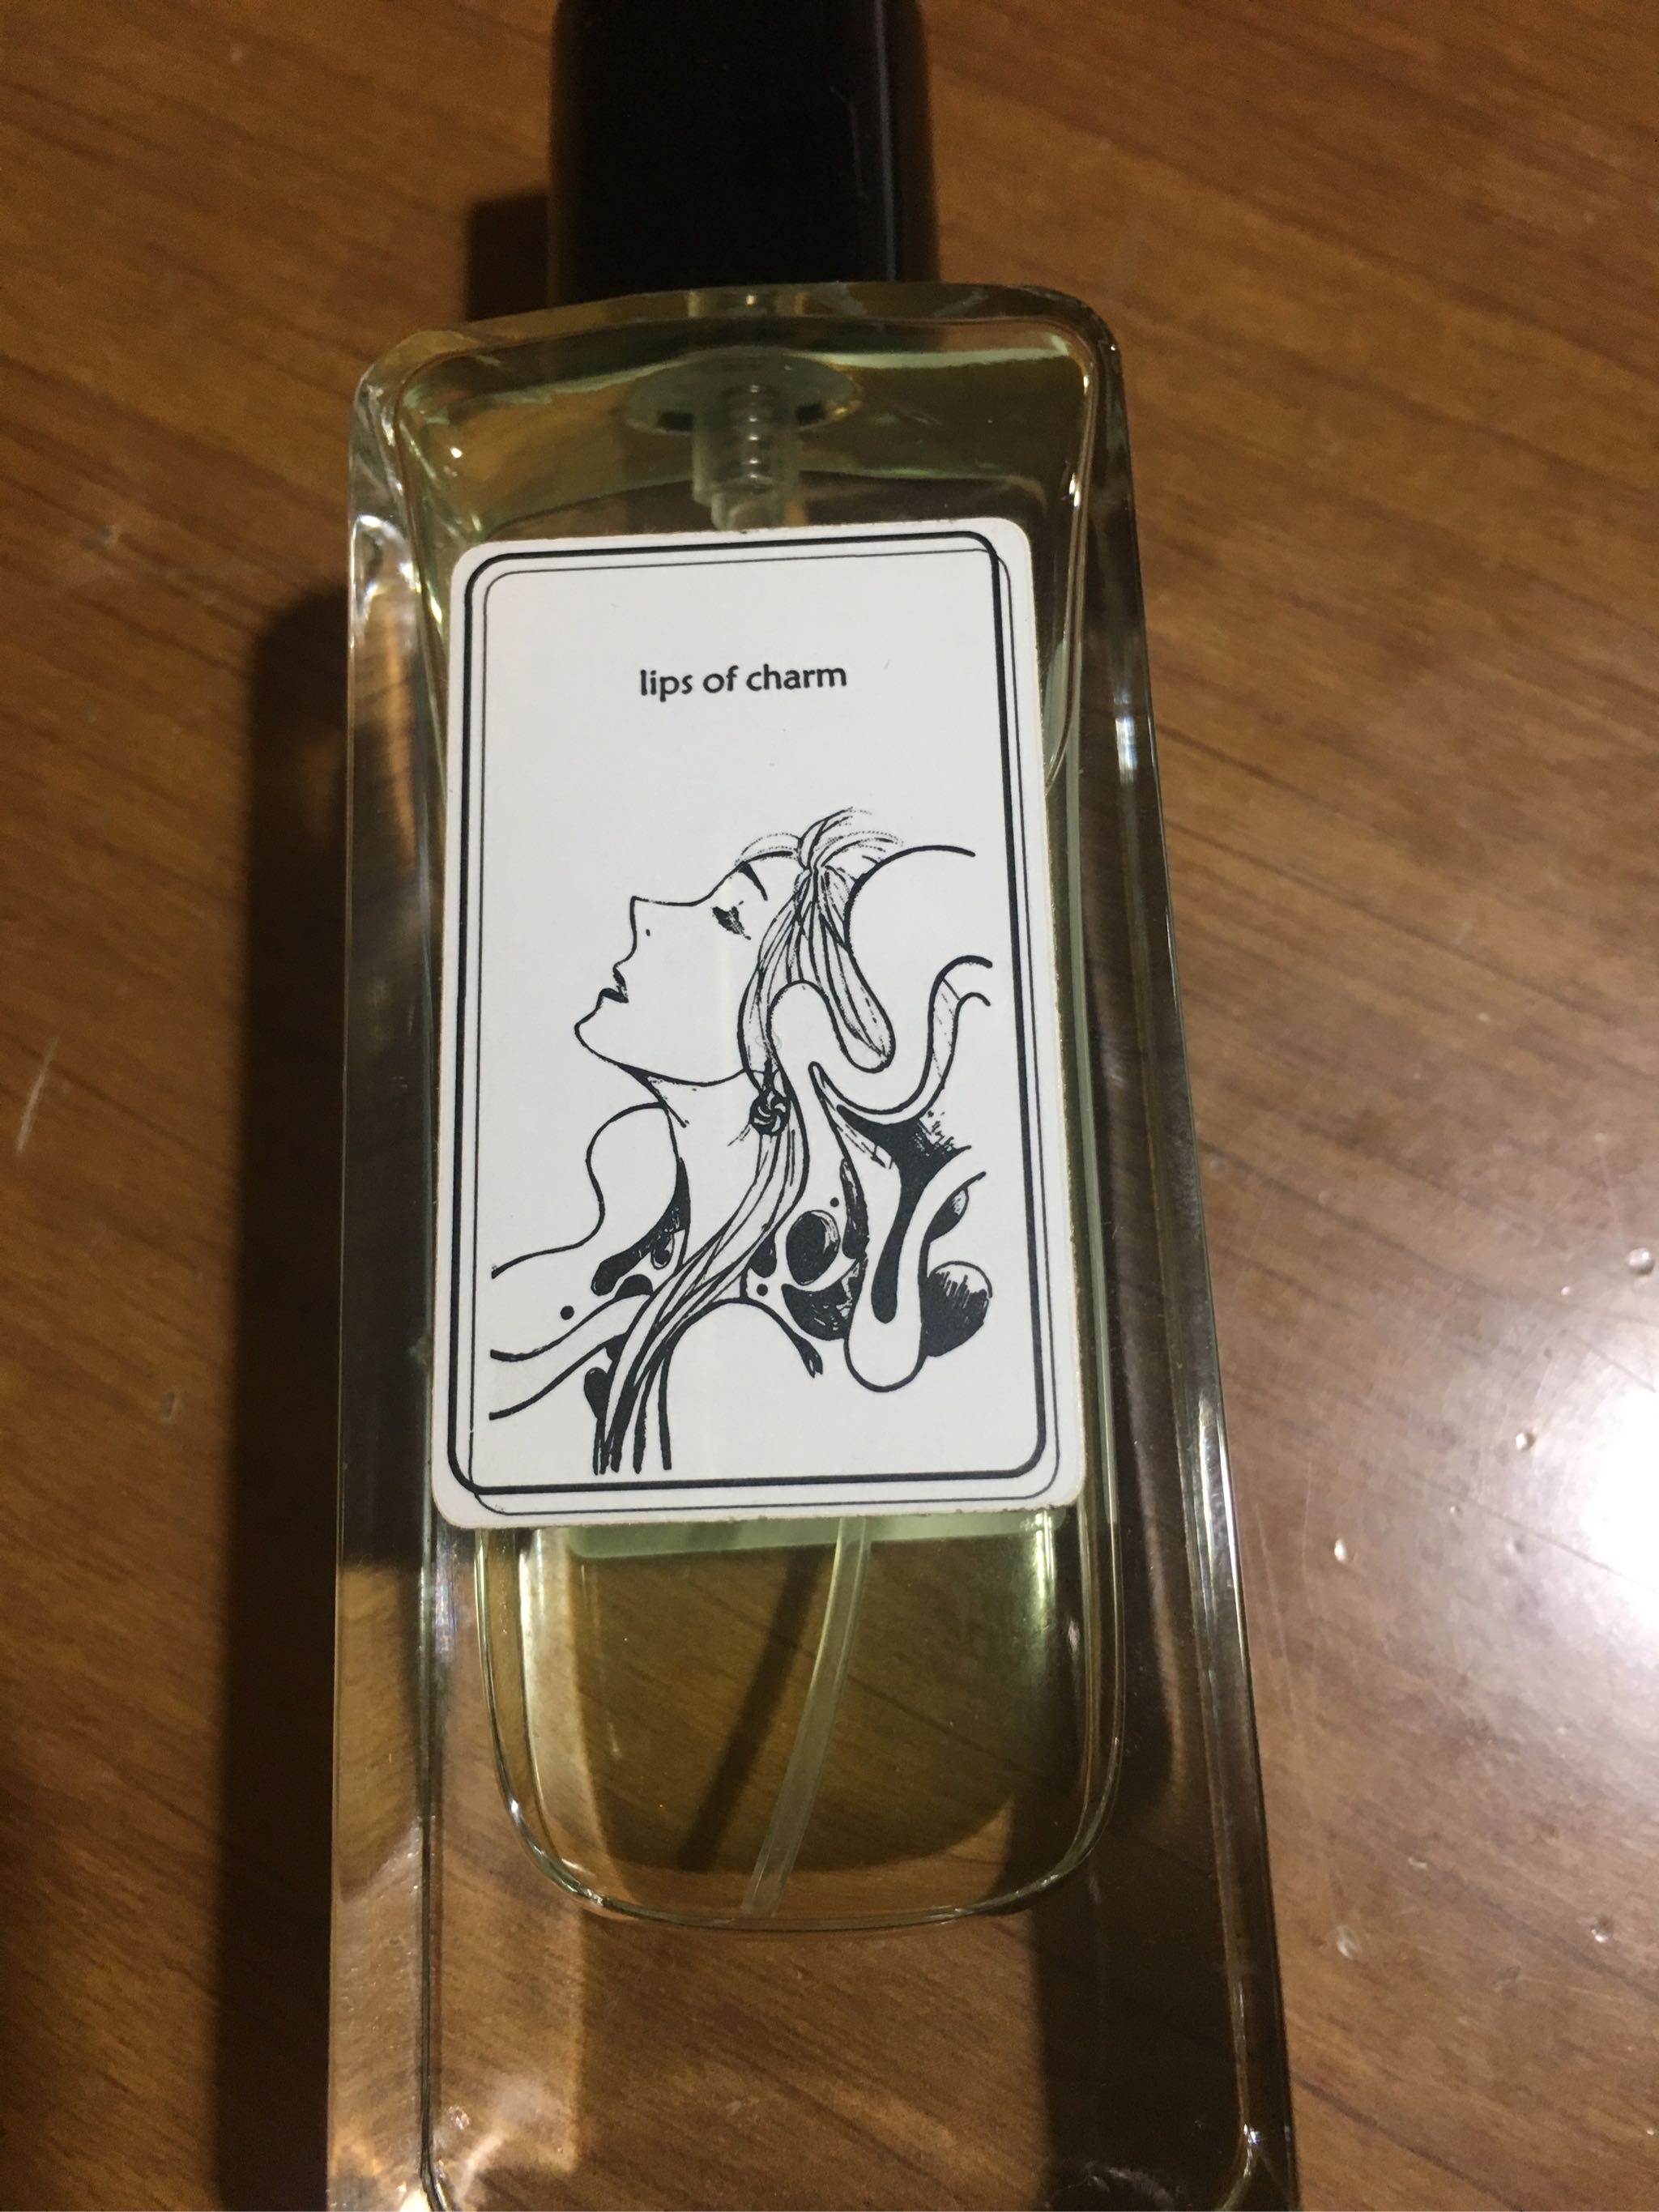 lips of charm